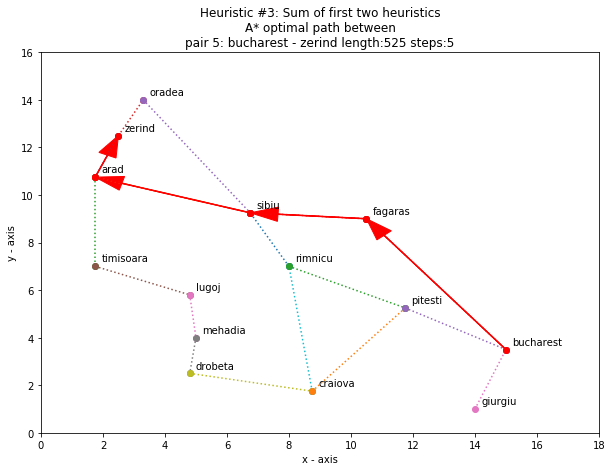 Heuristic #3: Sum of first two heuristics
A* optimal path between
pair 5: bucharest - zerind length:525 steps:5
16
14
12
10
8
6
4
2
0
y - axis
oradea
zerind
arad
sibiu
fagaras
timisoara
rimnicu
lugoj
pitesti
mehadia
bucharest
drobeta
craiova
giurgiu
0 2 4 6 8 10 12 14 16 18
x - axis